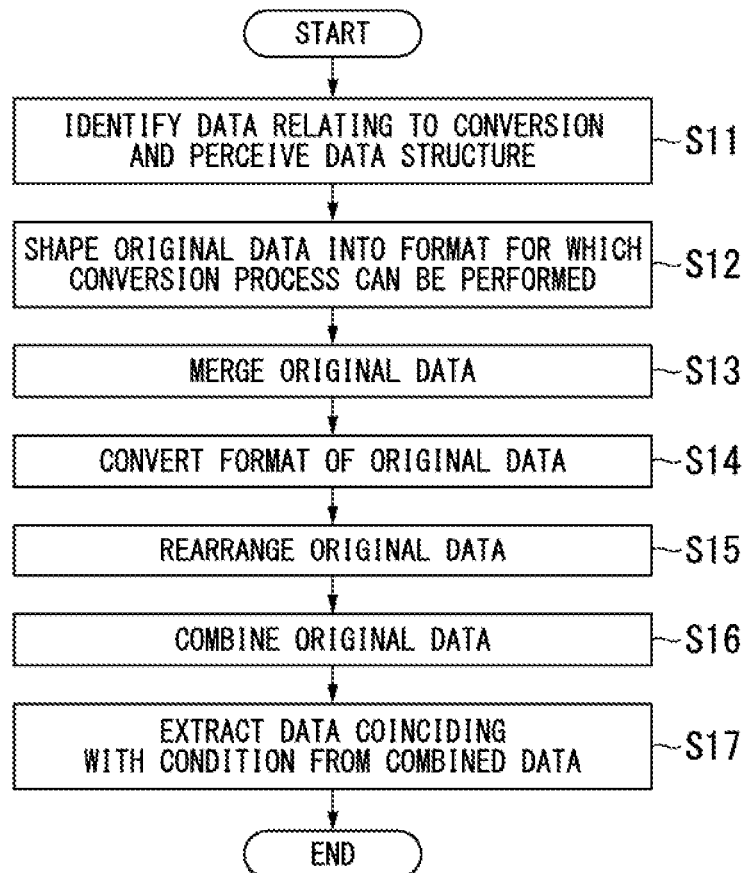 START
IDENTIFY DATA RELATING TO CONVERSION
AND PERCEIVE DATA STRUCTURE
S11
SHAPE ORIGINAL DATA INTO FORMAT FOR WHICH
CONVERSION PROCESS CAN BE PERFORMED
S12
MERGE ORIGINAL DATA
S13
CONVERT FORMAT OF ORIGINAL DATA
S14
REARRANGE ORIGINAL DATA
S15
COMBINE ORIGINAL DATA
S16
EXTRACT DATA COINCIDING
WITH CONDITION FROM COMBINED DATA
S17
END